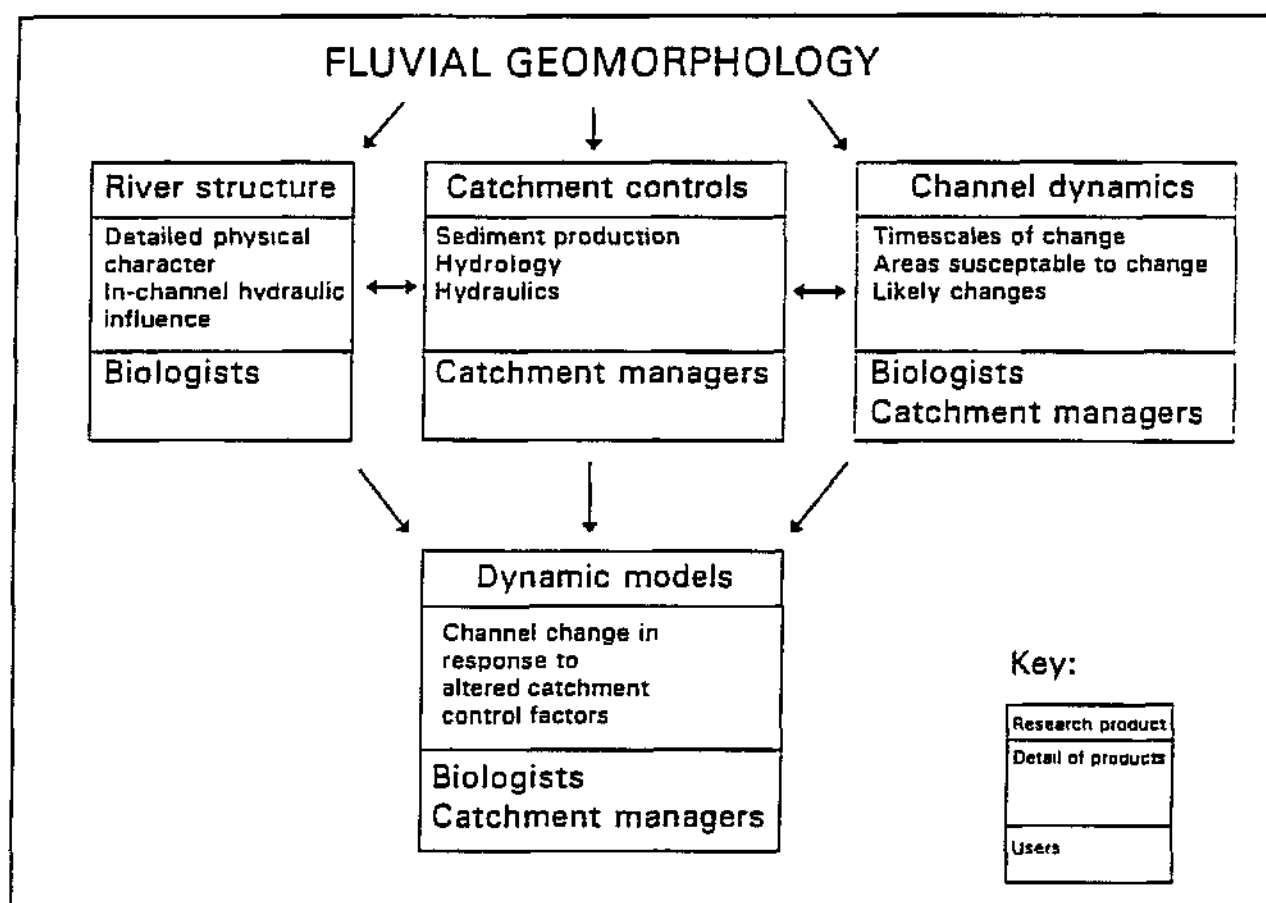 FLUVIAL GEOMORPHOLOGY
River structure
Detailed physical
character
In-channel hydraulic
influence
Biologists
Catchment controls
Sediment production
Hydrology
Hydraulics
Catchment managers
Channel dynamics
Timescales of change
Areas susceptable to change
Likely changes
Biologists
Catchment managers
Dynamic models
Channel change in
response to
altered catchment
control factors
Biologists
Catchment managers
Key:
Research product
Detail of products
Users